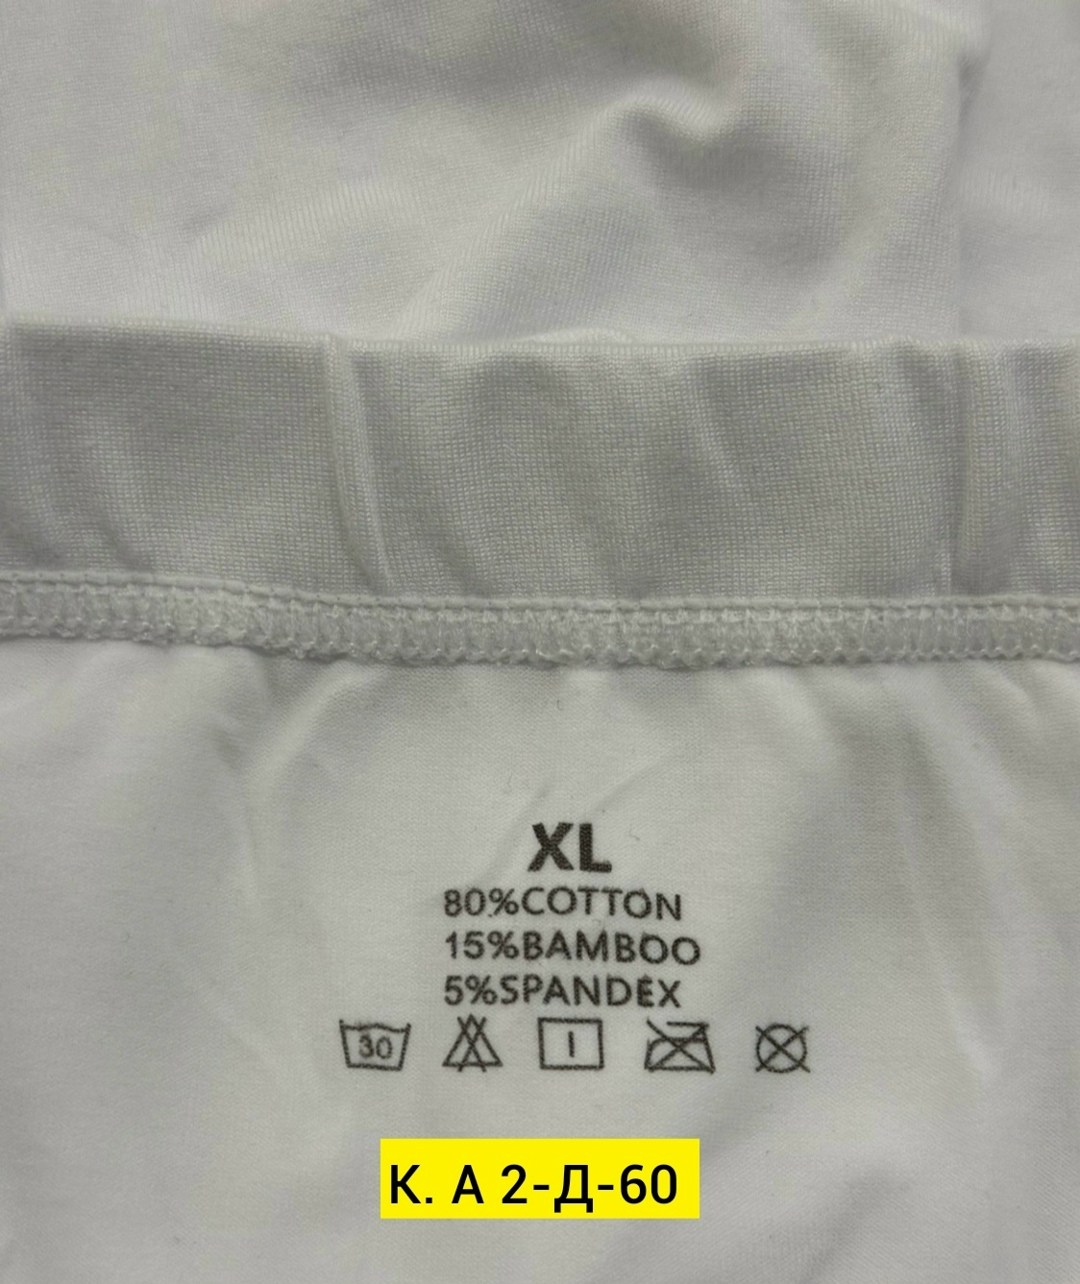 XL
80%COTTON
15%BAMBOO
5%SPANDEX
30
К. А 2-Д-60